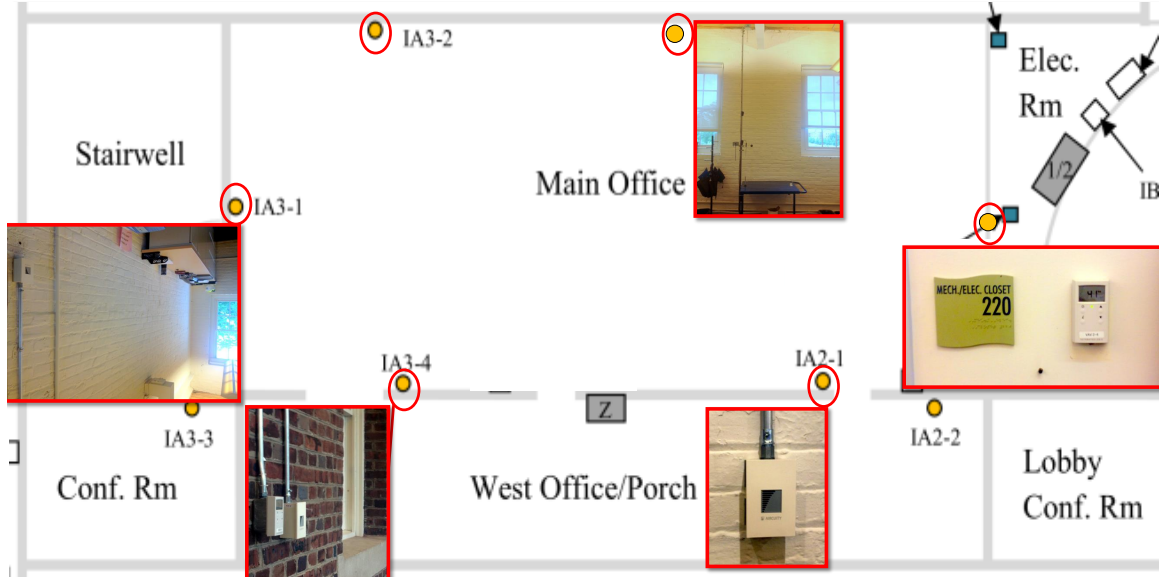 IA3-2
Elec.
Rm
Stairwell
1/2
Main Office
IB
IA3-1
MECH./ELEC. CLOSET
220
IA3-4
IA2-1
Z
IA3-3
IA2-2
Conf. Rm
West Office/Porch
Lobby
Conf. Rm